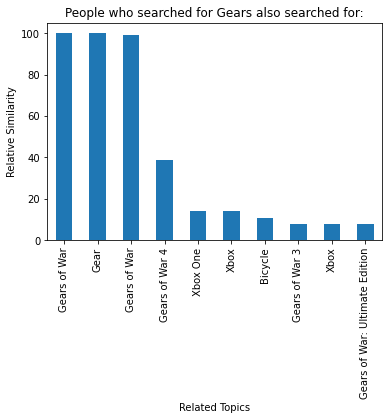 People who searched for Gears also searched for:
Relative Similarity
100
80
60
40
20
0
Gears of War
Gear
Gears of War
Gears of War 4
Xbox One
Xbox
Bicycle
Gears of War 3
Xbox
Gears of War: Ultimate Edition
Related Topics